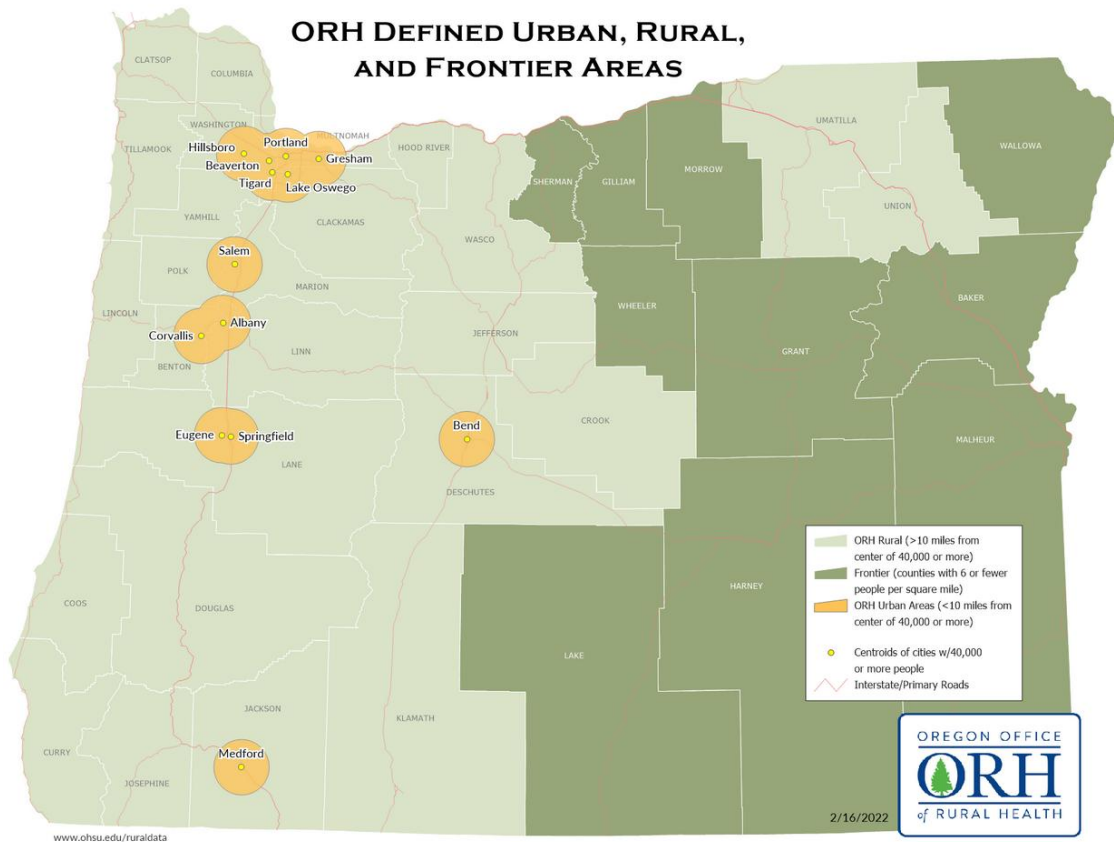 ORH Defined Urban, Rural,
and Frontier Areas
CLATSOP
COLUMBIA
WASHINGTON
MULTNOMAH
TILLAMOOK
Hillsboro
Portland
Beaverton
Gresham
Tigard
Lake Oswego
HOOD RIVER
UMATILLA
WALLOWA
SHERMAN
GILLIAM
MORROW
UNION
YAMHILL
CLACKAMAS
WASCO
Salem
POLK
MARION
BAKER
WHEELER
LINCOLN
Albany
Corvallis
JEFFERSON
LINN
GRANT
BENTON
CROOK
Eugene
Springfield
Bend
MALHEUR
LANE
DESCHUTES
ORH Rural (>10 miles from
center of 40,000 or more)
Frontier (counties with 6 or fewer
people per square mile)
ORH Urban Areas (<10 miles from
center of 40,000 or more)
Centroids of cities w/40,000
or more people
Interstate/Primary Roads
HARNEY
COOS
DOUGLAS
LAKE
JACKSON
KLAMATH
CURRY
Medford
JOSEPHINE
OREGON OFFICE
ORH
of RURAL HEALTH
2/16/2022
www.ohsu.edu/ruraldata